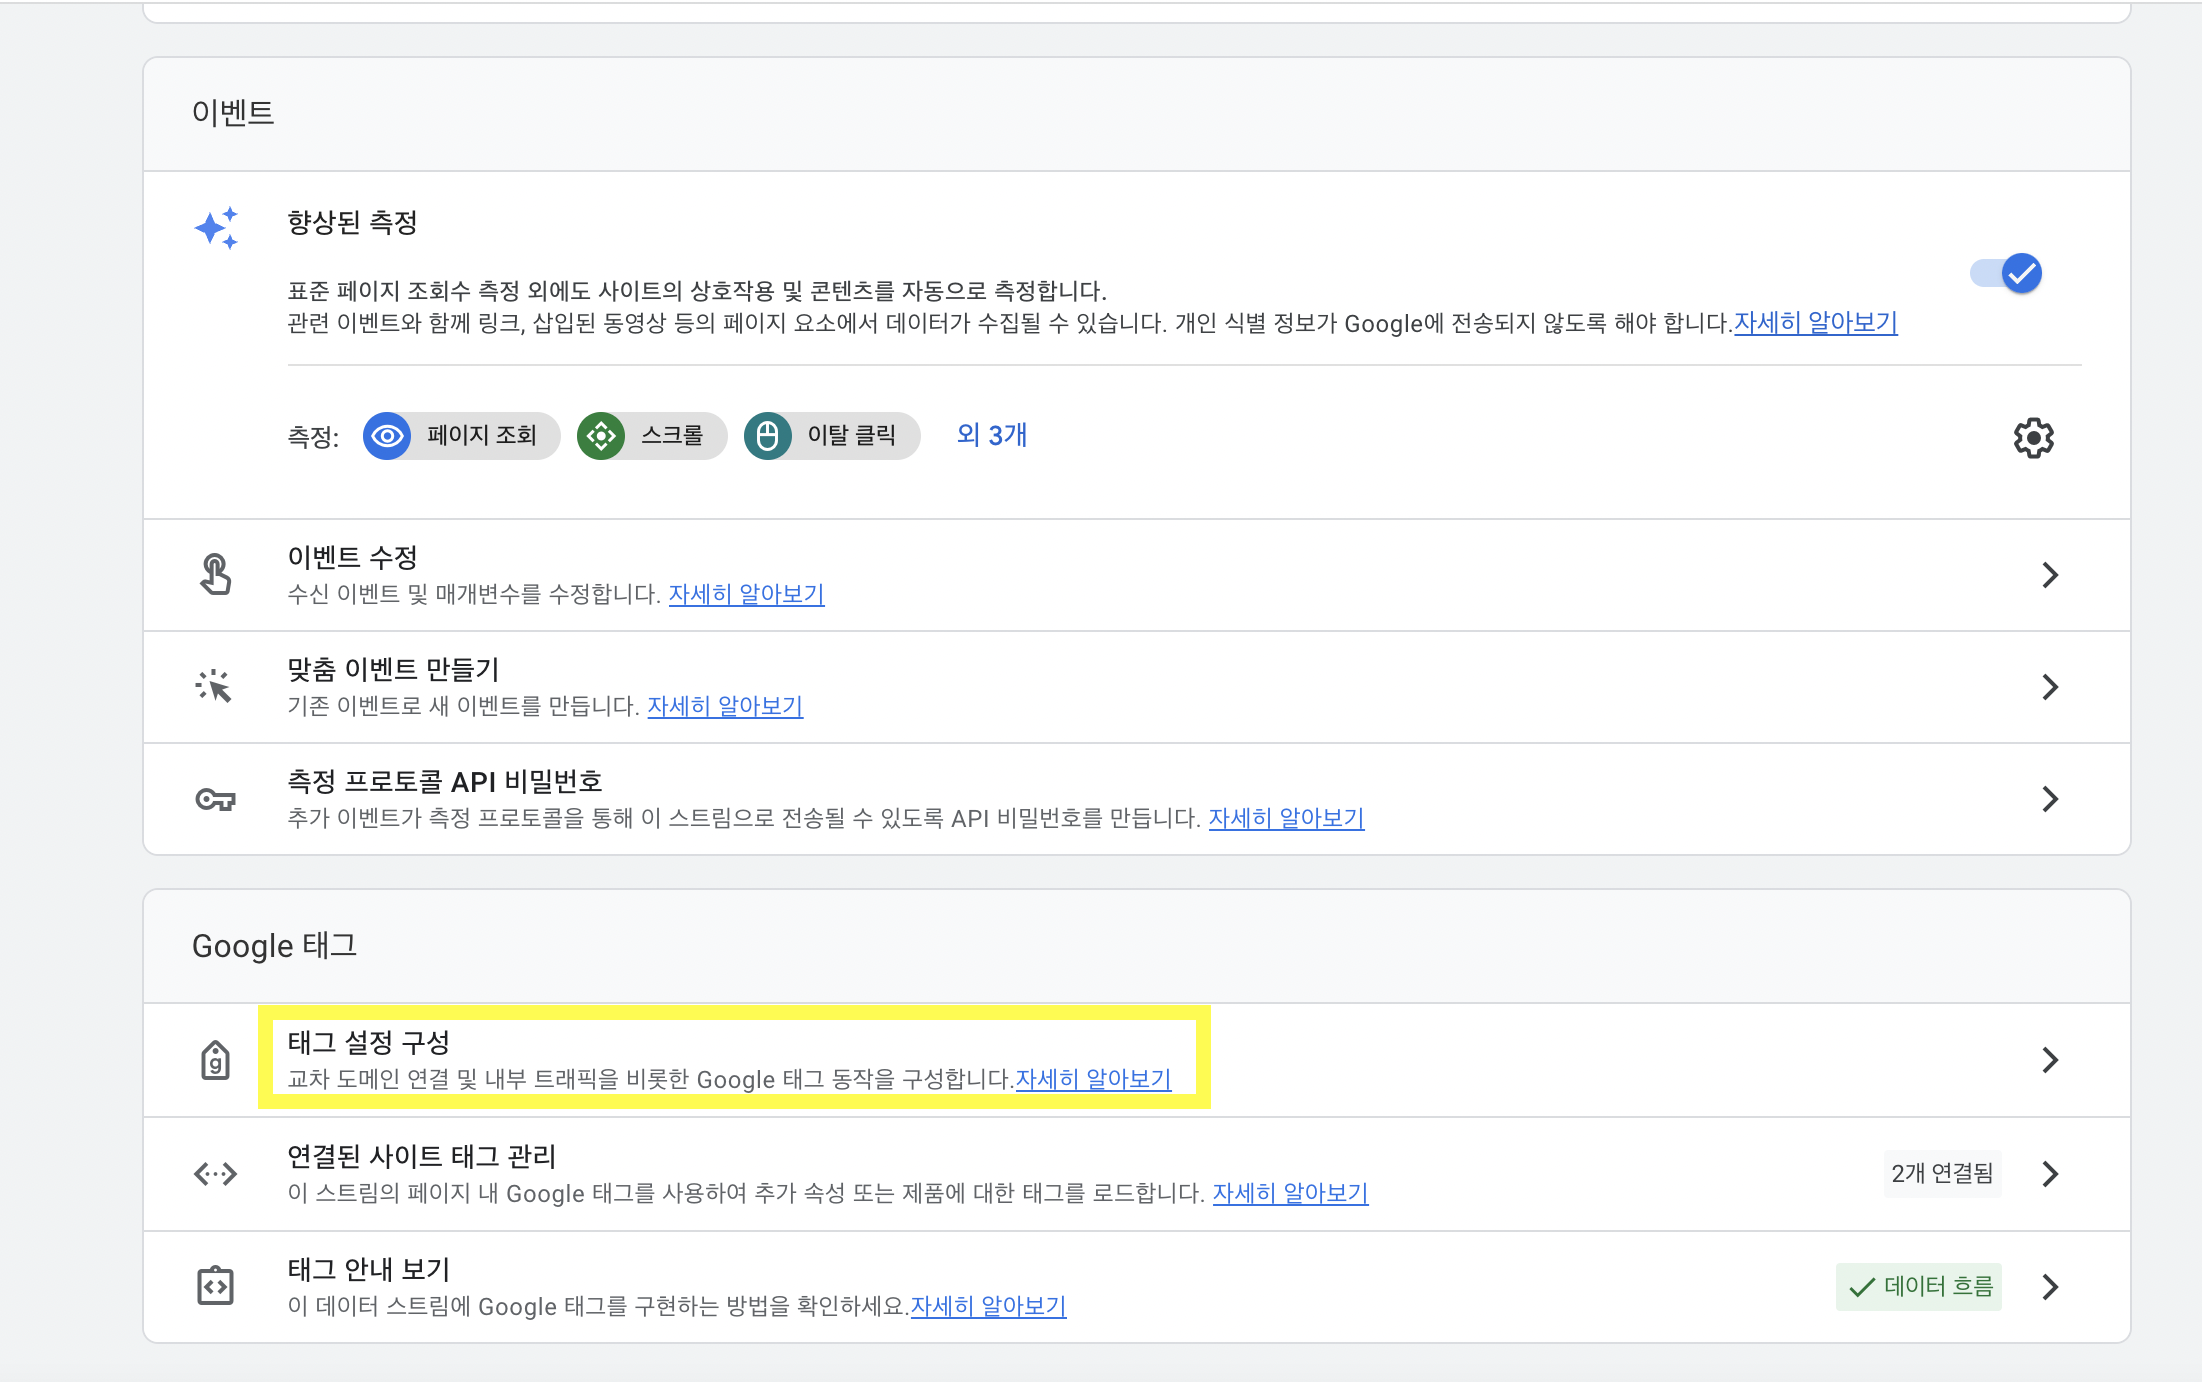 이벤트
향상된 측정
표준 페이지 조회수 측정 외에도 사이트의 상호작용 및 콘텐츠를 자동으로 측정합니다.
관련 이벤트와 함께 링크, 삽입된 동영상 등의 페이지 요소에서 데이터가 수집될 수 있습니다. 개인 식별 정보가 Google에 전송되지 않도록 해야 합니다.자세히 알아보기
측정: 페이지 조회 스크롤 이탈 클릭 외 3개
이벤트 수정
수신 이벤트 및 매개변수를 수정합니다. 자세히 알아보기
맞춤 이벤트 만들기
기존 이벤트로 새 이벤트를 만듭니다. 자세히 알아보기
측정 프로토콜 API 비밀번호
추가 이벤트가 측정 프로토콜을 통해 이 스트림으로 전송될 수 있도록 API 비밀번호를 만듭니다. 자세히 알아보기
Google 태그
태그 설정 구성
교차 도메인 연결 및 내부 트래픽을 비롯한 Google 태그 동작을 구성합니다.자세히 알아보기
연결된 사이트 태그 관리
이 스트림의 페이지 내 Google 태그를 사용하여 추가 속성 또는 제품에 대한 태그를 로드합니다. 자세히 알아보기
2개 연결됨
태그 안내 보기
이 데이터 스트림에 Google 태그를 구현하는 방법을 확인하세요.자세히 알아보기
데이터 흐름